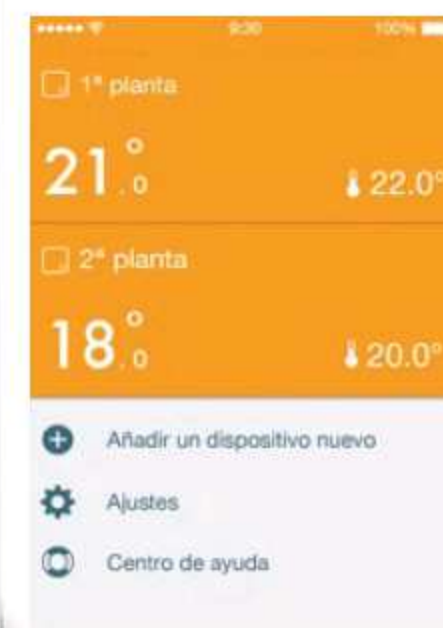 9:30 100%
1ª planta
21.0° 22.0°
2ª planta
18.0° 20.0°
Añadir un dispositivo nuevo
Ajustes
Centro de ayuda